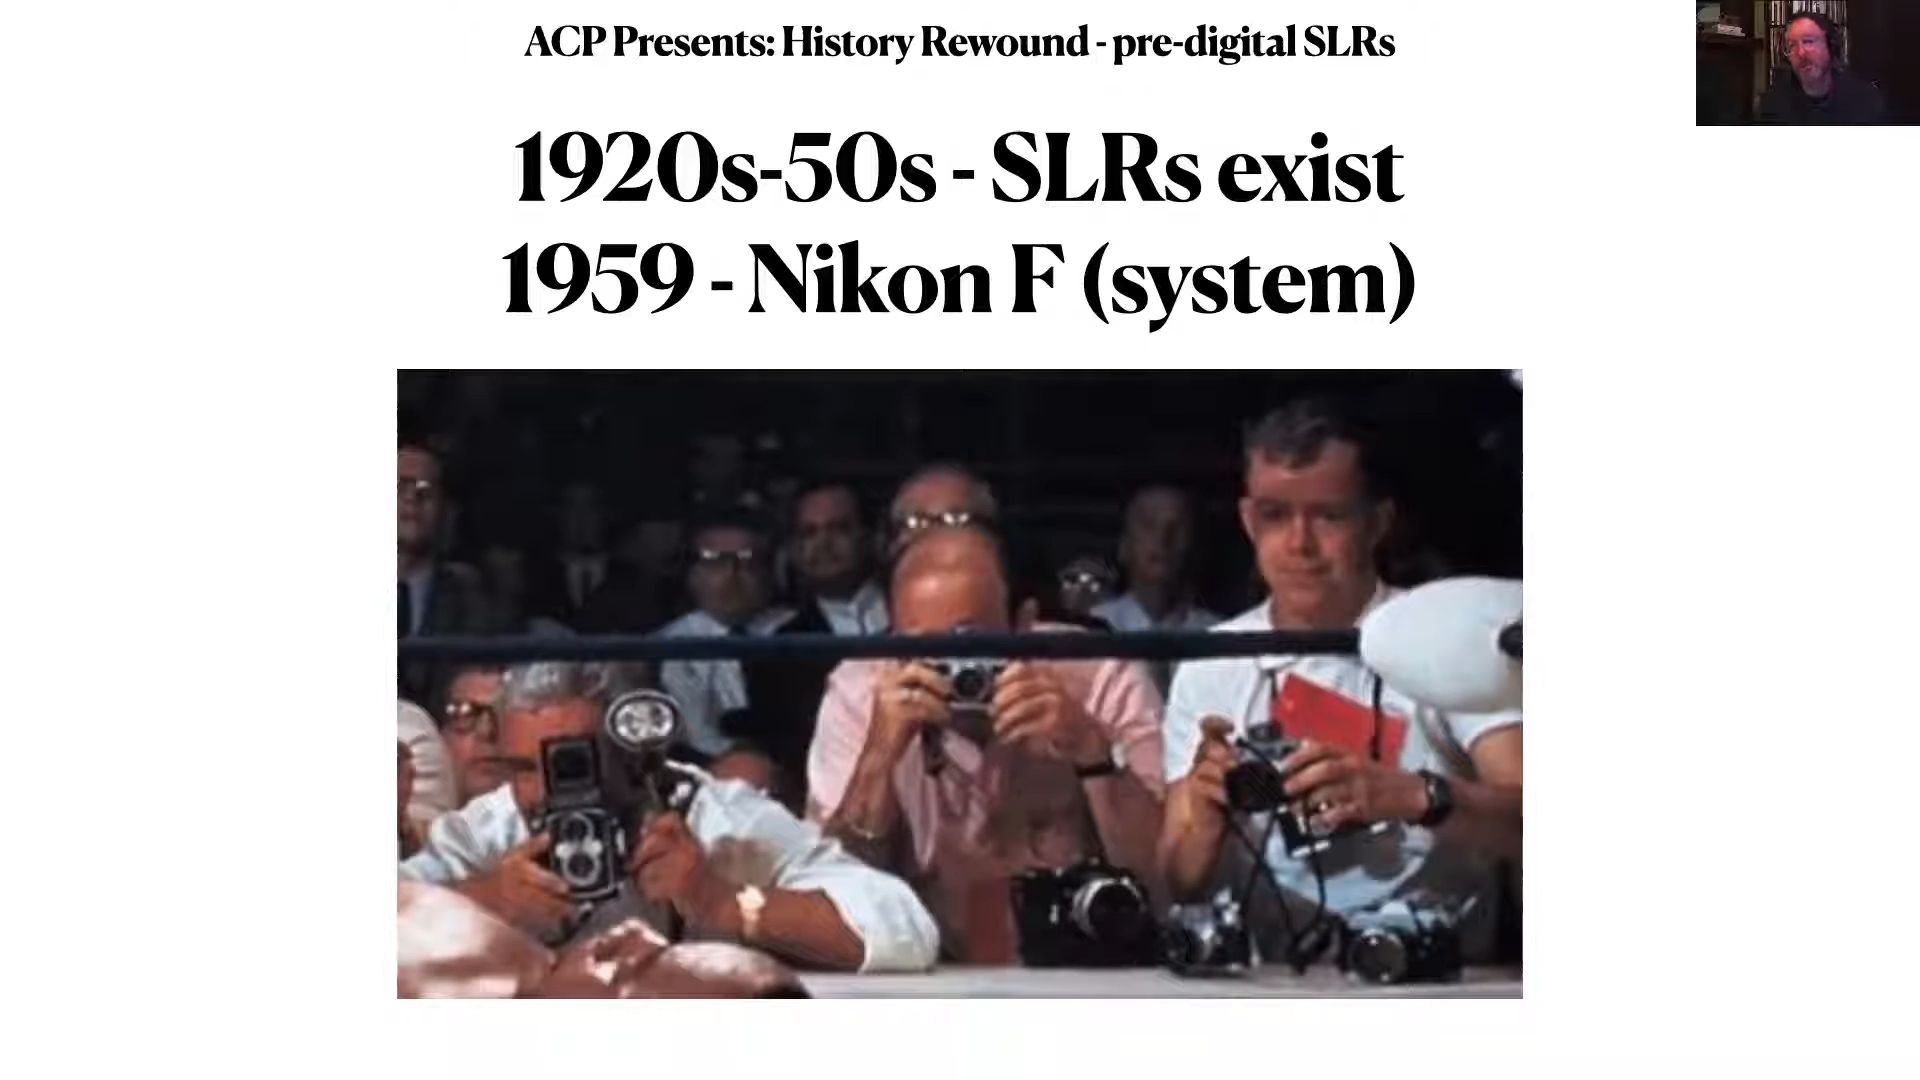 ACP Presents: History Rewound - pre-digital SLRs
1920s-50s - SLRs exist
1959 - Nikon F (system)